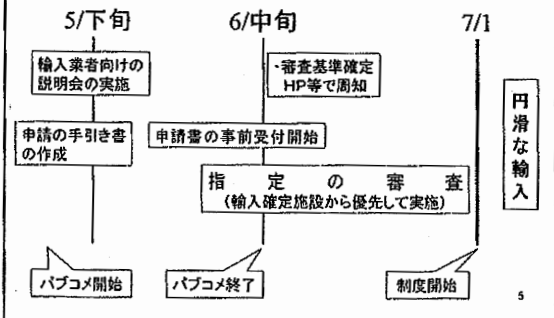 5/下旬
6/中旬
7/1
輸入業者向けの
説明会の実施
・審査基準確定
HP等で周知
申請の手引き書
の作成
申請書の事前受付開始
指定の審査
(輸入確定施設から優先して実施)
円滑な輸入
パブコメ開始
パブコメ終了
制度開始
5